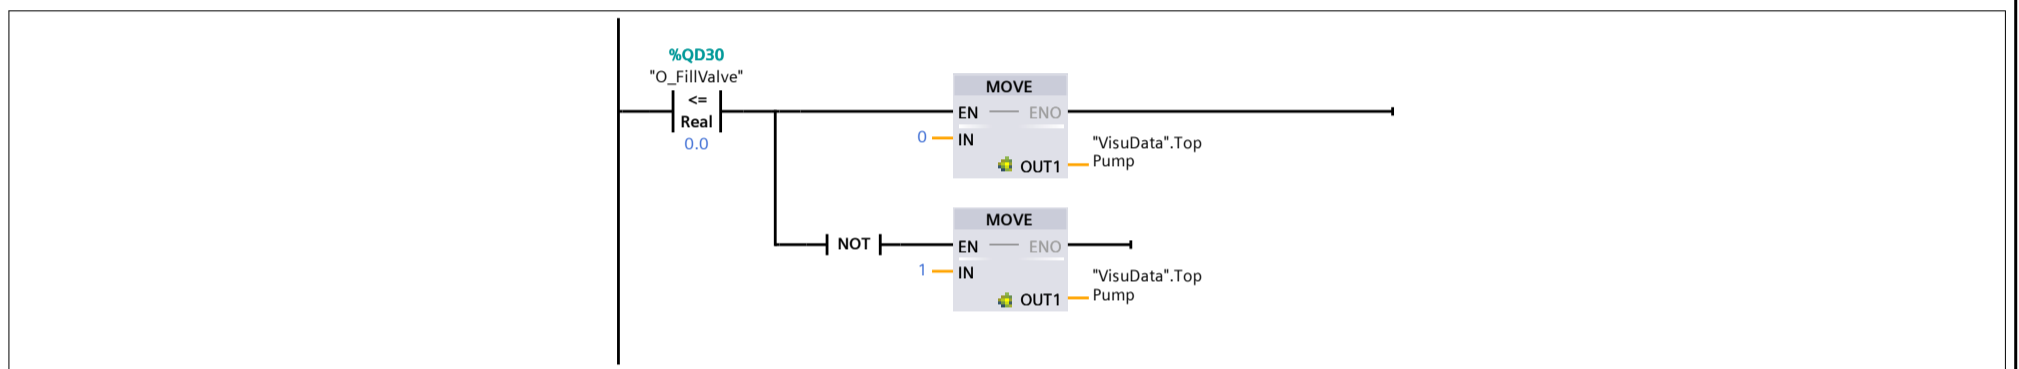 %QD30
"O_FillValve"
<=
Real
0.0
MOVE
EN
ENO
0
IN
OUT1
"VisuData".Top
Pump
NOT
MOVE
EN
ENO
1
IN
OUT1
"VisuData".Top
Pump